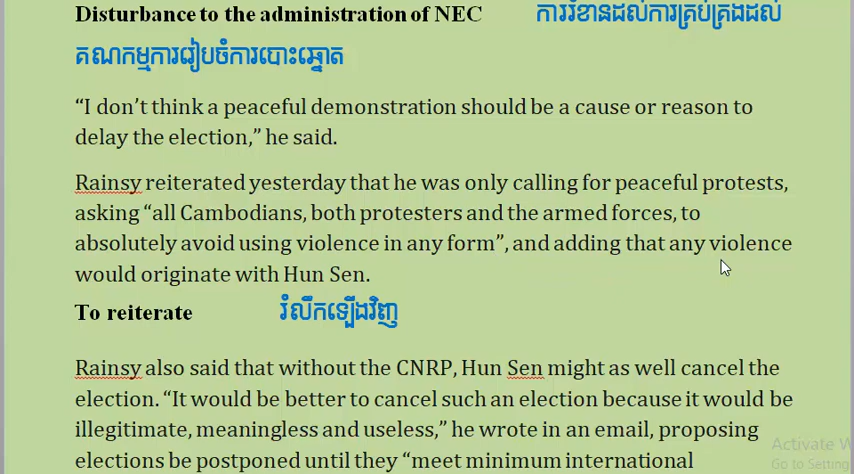 Disturbance to the administration of NEC ការរំខានដល់ការគ្រប់គ្រងដល់
គណកម្មការរៀបចំការបោះឆ្នោត
“I don’t think a peaceful demonstration should be a cause or reason to
delay the election,” he said.
Rainsy reiterated yesterday that he was only calling for peaceful protests,
asking “all Cambodians, both protesters and the armed forces, to
absolutely avoid using violence in any form”, and adding that any violence
would originate with Hun Sen.
To reiterate រំលឹកឡើងវិញ
Rainsy also said that without the CNRP, Hun Sen might as well cancel the
election. “It would be better to cancel such an election because it would be
illegitimate, meaningless and useless,” he wrote in an email, proposing
elections be postponed until they “meet minimum international
Activate W
Go to Setting